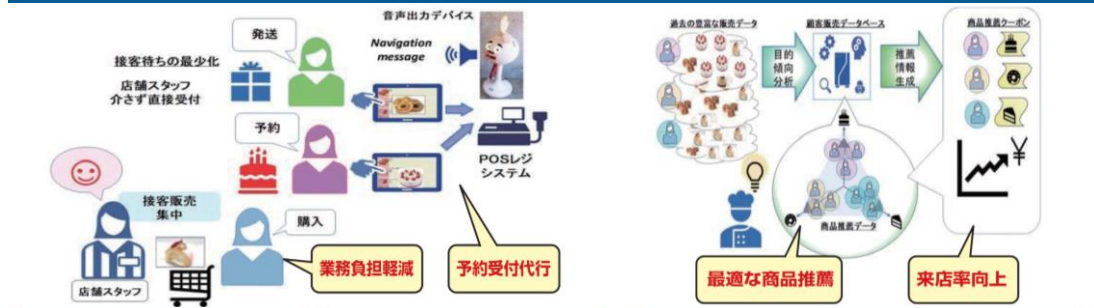 音声出力デバイス
発送
Navigation
message
接客待ちの最少化
店舗スタッフ
介さず直接受付
予約
POSレジ
システム
接客販売
集中
購入
店舗スタッフ
業務負担軽減
予約受付代行
過去の豊富な販売データ
顧客販売データベース
商品推薦クーポン
目的
傾向
分析
推薦
情報
生成
¥
商品推薦データ
最適な商品推薦
来店率向上